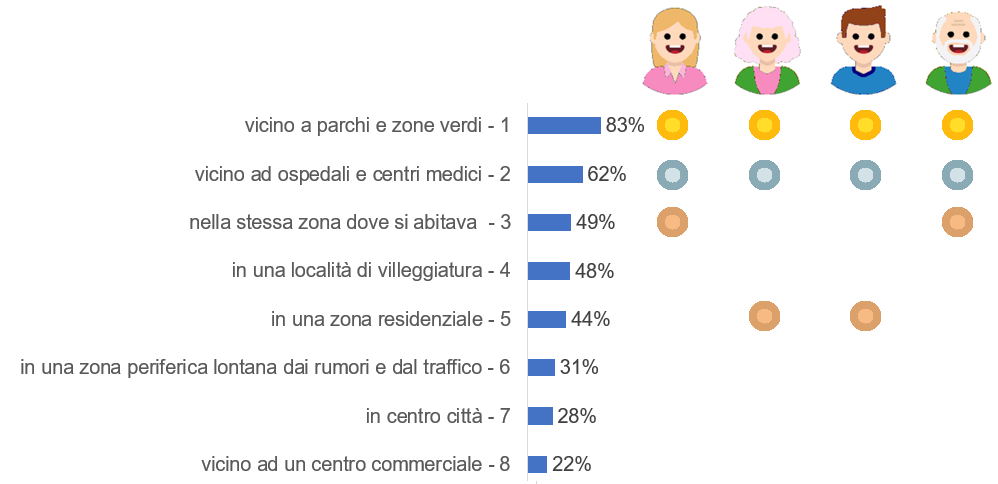 vicino a parchi e zone verdi - 1 83%
vicino ad ospedali e centri medici - 2 62%
nella stessa zona dove si abitava - 3 49%
in una località di villeggiatura - 4 48%
in una zona residenziale - 5 44%
in una zona periferica lontana dai rumori e dal traffico - 6 31%
in centro città - 7 28%
vicino ad un centro commerciale - 8 22%